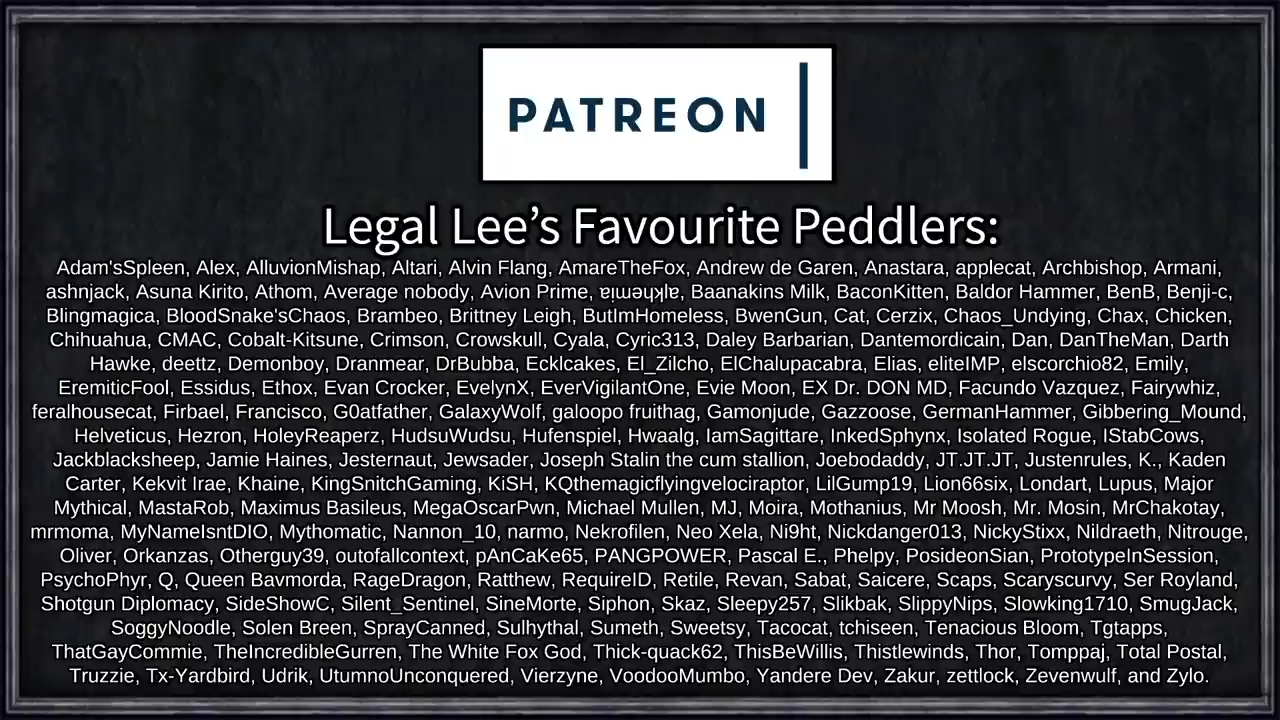 PATREON
Legal Lee’s Favourite Peddlers:
Adam'sSpleen, Alex, AlluvionMishap, Altari, Alvin Flang, AmareTheFox, Andrew de Garen, Anastara, applecat, Archbishop, Armani,
ashnjack, Asuna Kirito, Athom, Average nobody, Avion Prime, ɐıɯǝɥʞlɐ, Baanakins Milk, BaconKitten, Baldor Hammer, BenB, Benji-c,
Blingmagica, BloodSnake'sChaos, Brambeo, Brittney Leigh, ButImHomeless, BwenGun, Cat, Cerzix, Chaos_Undying, Chax, Chicken,
Chihuahua, CMAC, Cobalt-Kitsune, Crimson, Crowskull, Cyala, Cyric313, Daley Barbarian, Dantemordicain, Dan, DanTheMan, Darth
Hawke, deettz, Demonboy, Dranmear, DrBubba, Ecklcakes, El_Zilcho, ElChalupacabra, Elias, eliteIMP, elscorchio82, Emily,
EremiticFool, Essidus, Ethox, Evan Crocker, EvelynX, EverVigilantOne, Evie Moon, EX Dr. DON MD, Facundo Vazquez, Fairywhiz,
feralhousecat, Firbael, Francisco, G0atfather, GalaxyWolf, galoopo fruithag, Gamonjude, Gazzoose, GermanHammer, Gibbering_Mound,
Helveticus, Hezron, HoleyReaperz, HudsuWudsu, Hufenspiel, Hwaalg, IamSagittare, InkedSphynx, Isolated Rogue, IStabCows,
Jackblacksheep, Jamie Haines, Jesternaut, Jewsader, Joseph Stalin the cum stallion, Joebodaddy, JT.JT.JT, Justenrules, K., Kaden
Carter, Kekvit Irae, Khaine, KingSnitchGaming, KiSH, KQthemagicflyingvelociraptor, LilGump19, Lion66six, Londart, Lupus, Major
Mythical, MastaRob, Maximus Basileus, MegaOscarPwn, Michael Mullen, MJ, Moira, Mothanius, Mr Moosh, Mr. Mosin, MrChakotay,
mrmoma, MyNameIsntDIO, Mythomatic, Nannon_10, narmo, Nekrofilen, Neo Xela, Ni9ht, Nickdanger013, NickyStixx, Nildraeth, Nitrouge,
Oliver, Orkanzas, Otherguy39, outofallcontext, pAnCaKe65, PANGPOWER, Pascal E., Phelpy, PosideonSian, PrototypeInSession,
PsychoPhyr, Q, Queen Bavmorda, RageDragon, Ratthew, RequireID, Retile, Revan, Sabat, Saicere, Scaps, Scaryscurvy, Ser Royland,
Shotgun Diplomacy, SideShowC, Silent_Sentinel, SineMorte, Siphon, Skaz, Sleepy257, Slikbak, SlippyNips, Slowking1710, SmugJack,
SoggyNoodle, Solen Breen, SprayCanned, Sulhythal, Sumeth, Sweetsy, Tacocat, tchiseen, Tenacious Bloom, Tgtapps,
ThatGayCommie, TheIncredibleGurren, The White Fox God, Thick-quack62, ThisBeWillis, Thistlewinds, Thor, Tomppaj, Total Postal,
Truzzie, Tx-Yardbird, Udrik, UtumnoUnconquered, Vierzyne, VoodooMumbo, Yandere Dev, Zakur, zettlock, Zevenwulf, and Zylo.